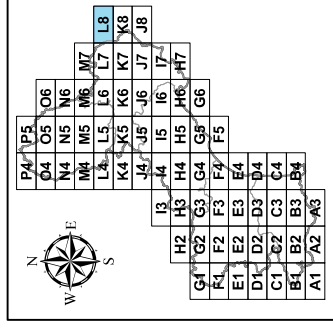 P4 P5
O4 O5 O6
N4 N5 N6
M4 M5 M6 M7
L4 L5 L6 L7 L8
K4 K5 K6 K7 K8
J4 J5 J6 J7 J8
I3 I4 I5 I6 I7
H2 H3 H4 H5 H6 H7
G1 G2 G3 G4 G5 G6
F1 F2 F3 F4 F5
E1 E2 E3 E4
D1 D2 D3 D4
C1 C2 C3 C4
B1 B2 B3 B4
A1 A2 A3
N
W E
S